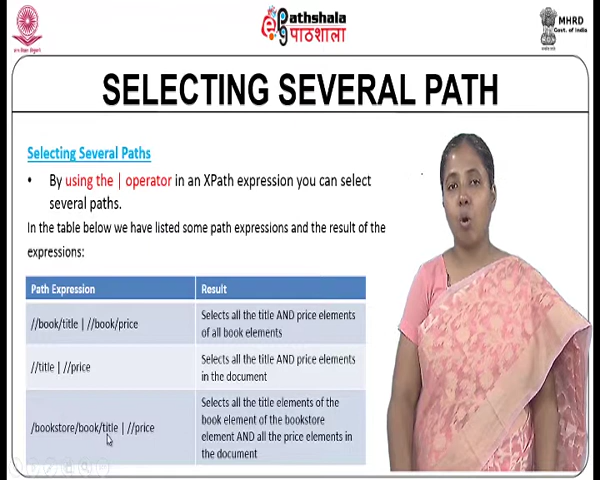 Pathshala
पाठशाला
MHRD
Govt. of India
SELECTING SEVERAL PATH
Selecting Several Paths
• By using the | operator in an XPath expression you can select
several paths.
In the table below we have listed some path expressions and the result of the
expressions:
Path Expression Result
//book/title | //book/price Selects all the title AND price elements
of all book elements
//title | //price Selects all the title AND price elements
in the document
/bookstore/book/title | //price Selects all the title elements of the
book element of the bookstore
element AND all the price elements in
the document